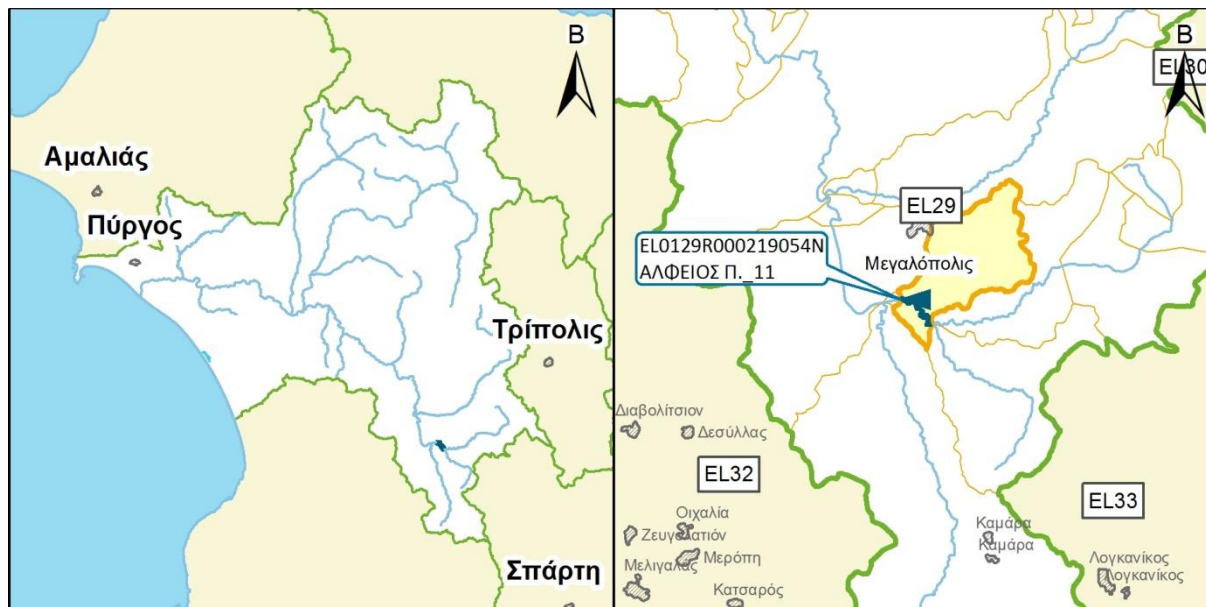 Β
Αμαλιάς
Πύργος
Τρίπολις
Σπάρτη
Β
EL30
EL29
EL0129R000219054N
ΑΛΦΕΙΟΣ Π._11
Μεγαλόπολις
Διαβολίτσιον
Δεσύλλας
EL32
EL33
Οιχαλία
Ζευγολατιόν
Μερόπη
Μελιγαλάς
Κατσαρός
Καμάρα
Καμάρα
Λογκανίκος
Λογκανίκος